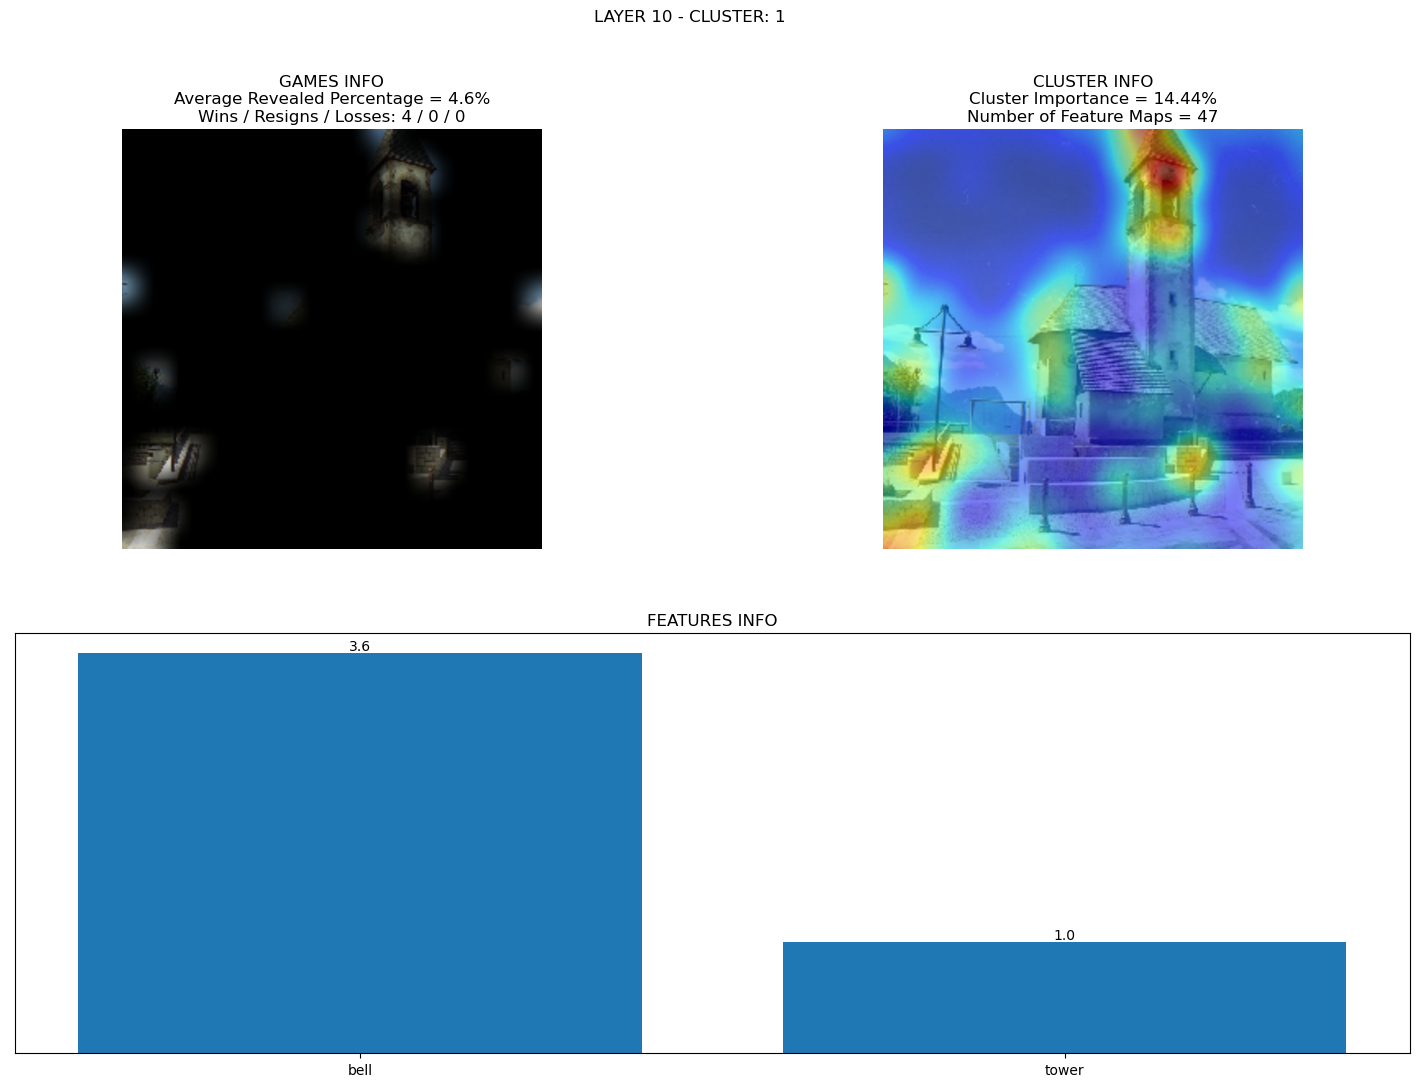 LAYER 10 - CLUSTER: 1
GAMES INFO
Average Revealed Percentage = 4.6%
Wins / Resigns / Losses: 4 / 0 / 0
CLUSTER INFO
Cluster Importance = 14.44%
Number of Feature Maps = 47
FEATURES INFO
3.6
1.0
bell
tower